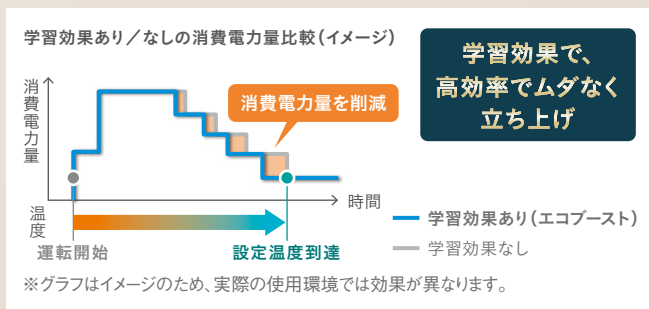 学習効果あり/なしの消費電力量比較(イメージ)
学習効果で、
高効率でムダなく
立ち上げ
消費電力量
消費電力量を削減
時間
温度
運転開始
設定温度到達
学習効果あり(エコブースト)
学習効果なし
※グラフはイメージのため、実際の使用環境では効果が異なります。